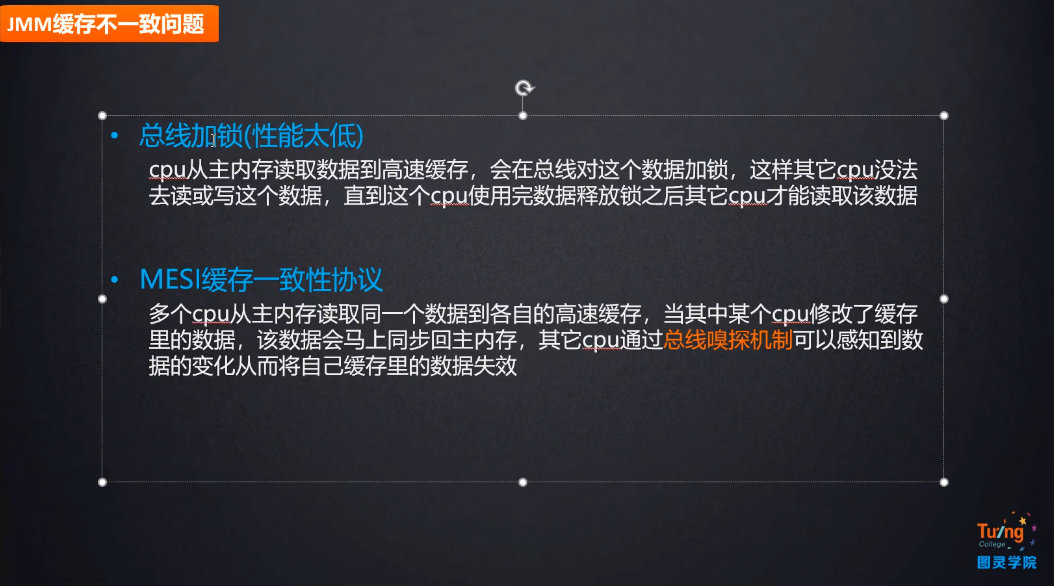 JMM缓存不一致问题
• 总线加锁(性能太低)
cpu从主内存读取数据到高速缓存，会在总线对这个数据加锁，这样其它cpu没法
去读或写这个数据，直到这个cpu使用完数据释放锁之后其它cpu才能读取该数据
• MESI缓存一致性协议
多个cpu从主内存读取同一个数据到各自的高速缓存，当其中某个cpu修改了缓存
里的数据，该数据会马上同步回主内存，其它cpu通过总线嗅探机制可以感知到数
据的变化从而将自己缓存里的数据失效
Tuling
College
图灵学院